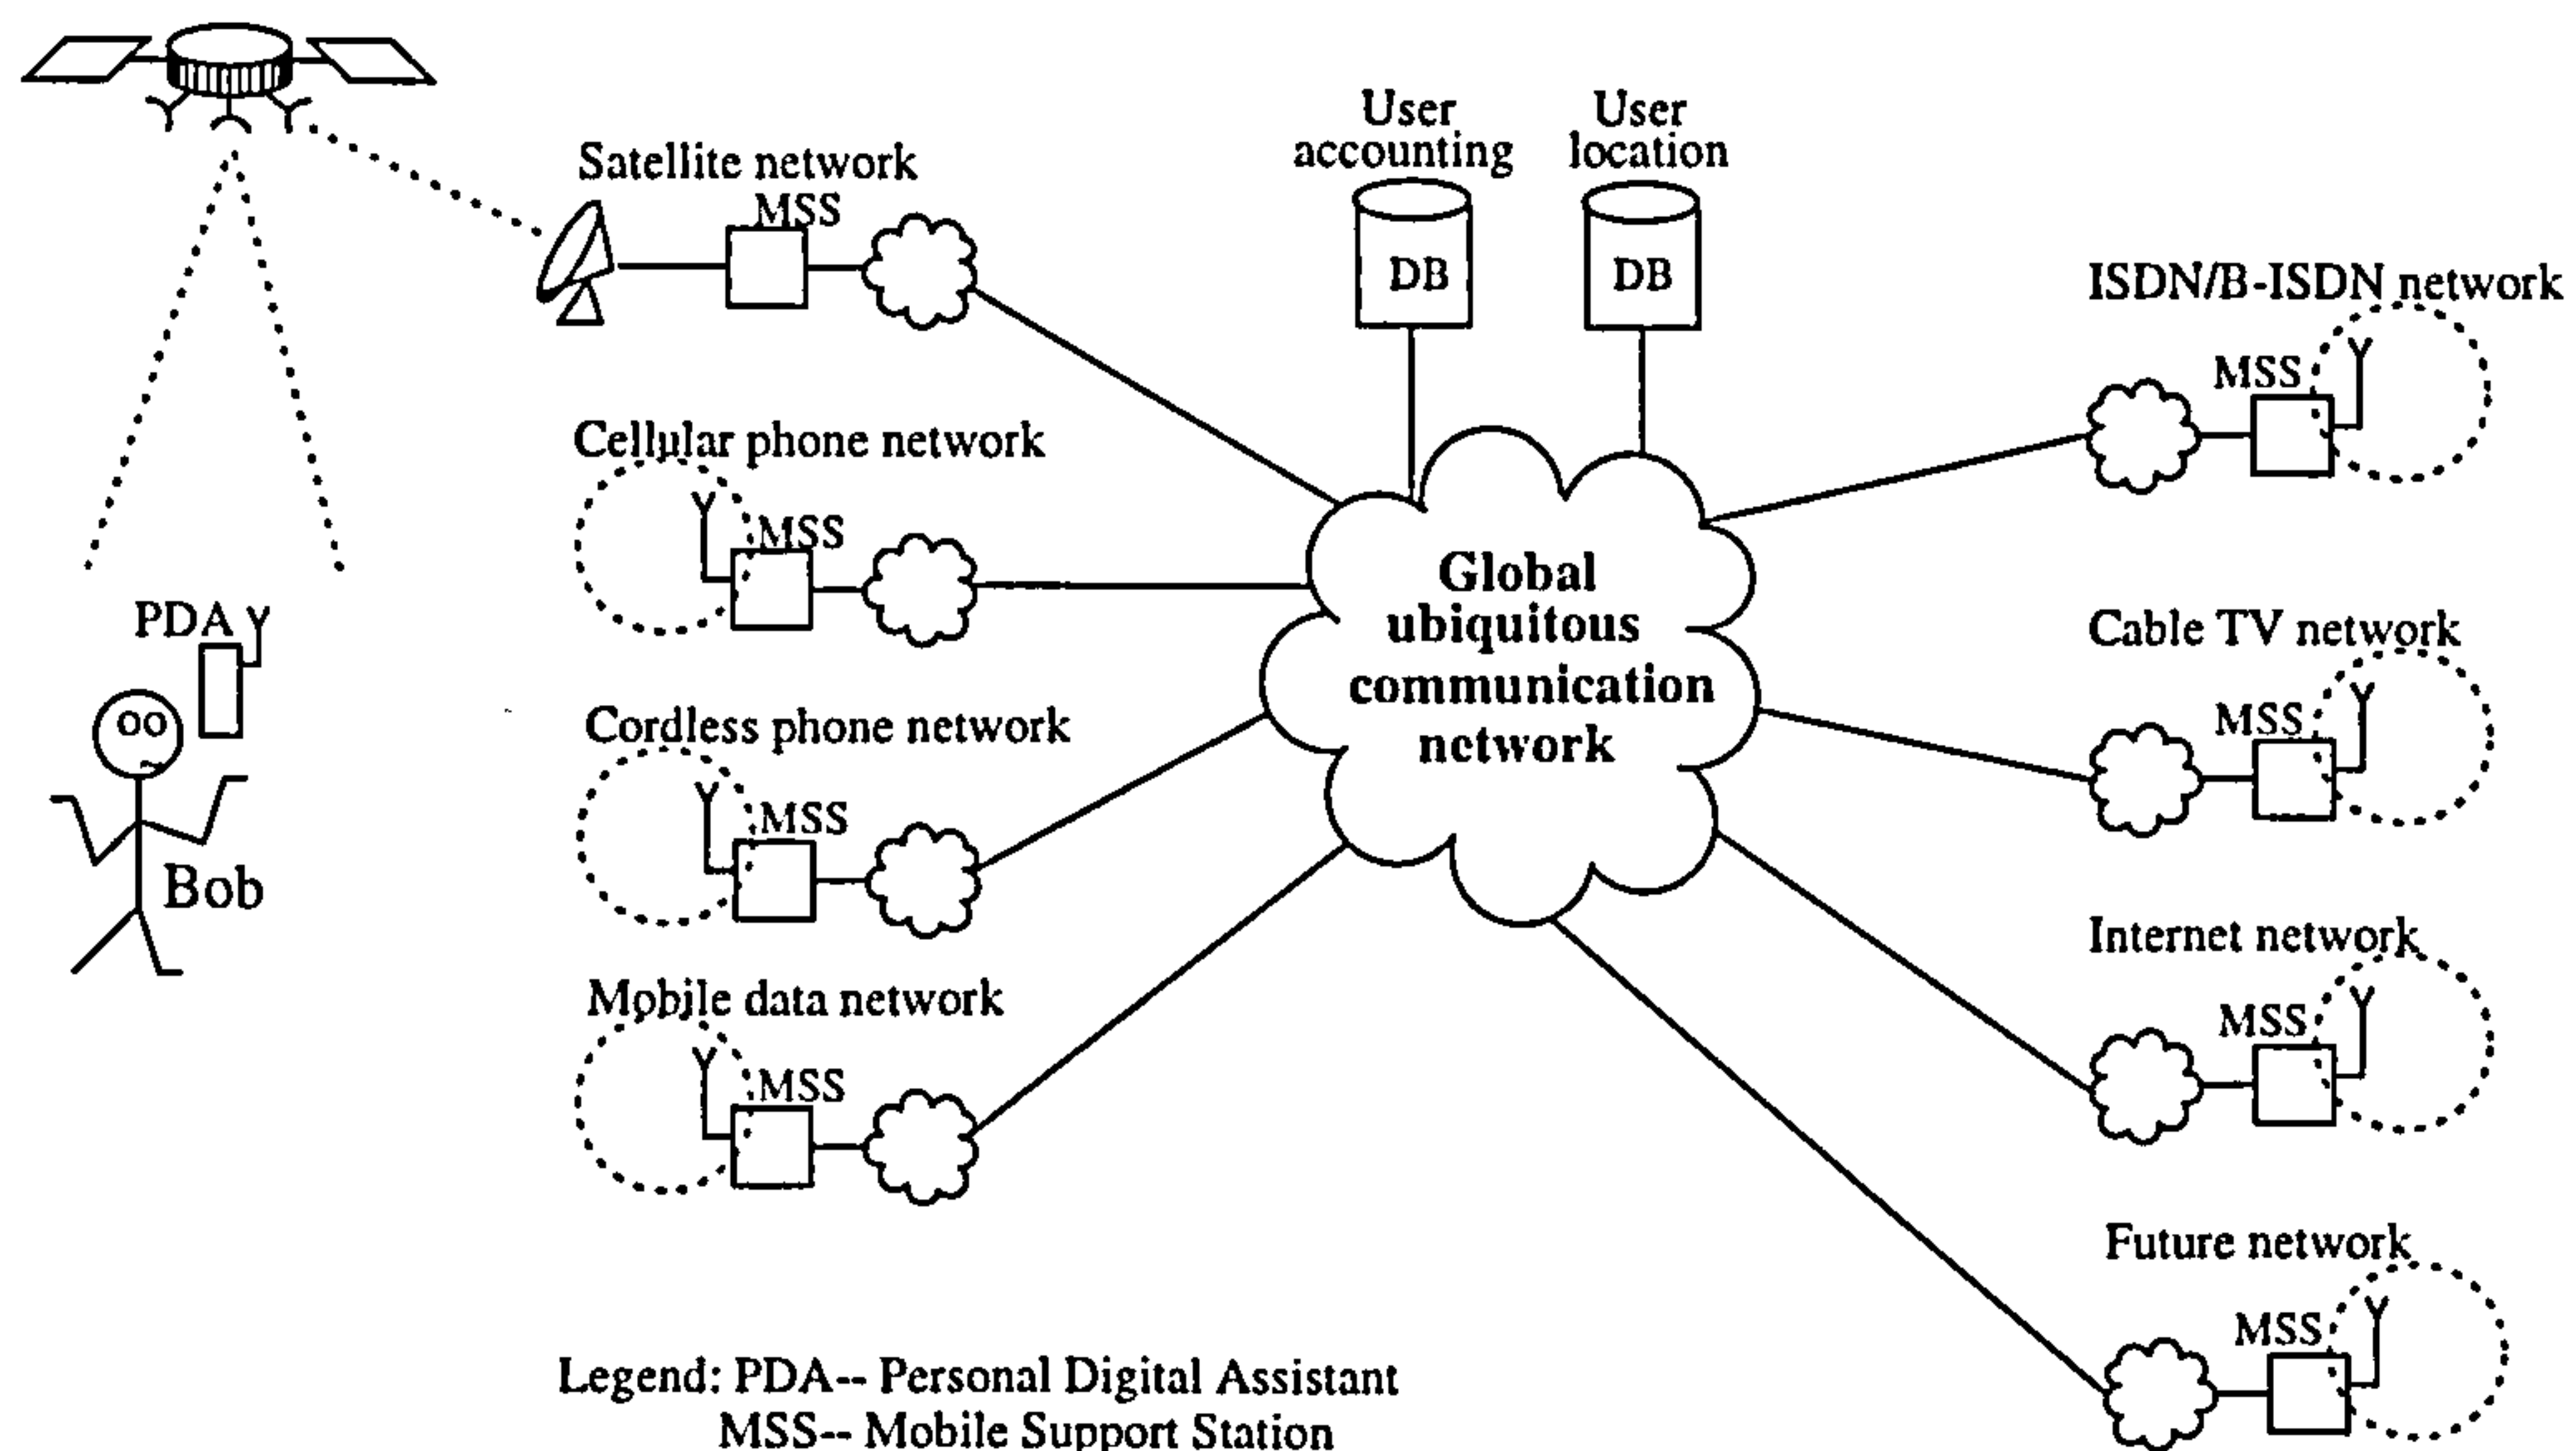 Satellite network
MSS
User
accounting
DB
User
location
DB
ISDN/B-ISDN network
MSS
Cellular phone network
MSS
Global
ubiquitous
communication
network
PDA
oo
Bob
Cordless phone network
MSS
Cable TV network
MSS
Mobile data network
MSS
Internet network
MSS
Future network
MSS
Legend: PDA-- Personal Digital Assistant
MSS-- Mobile Support Station